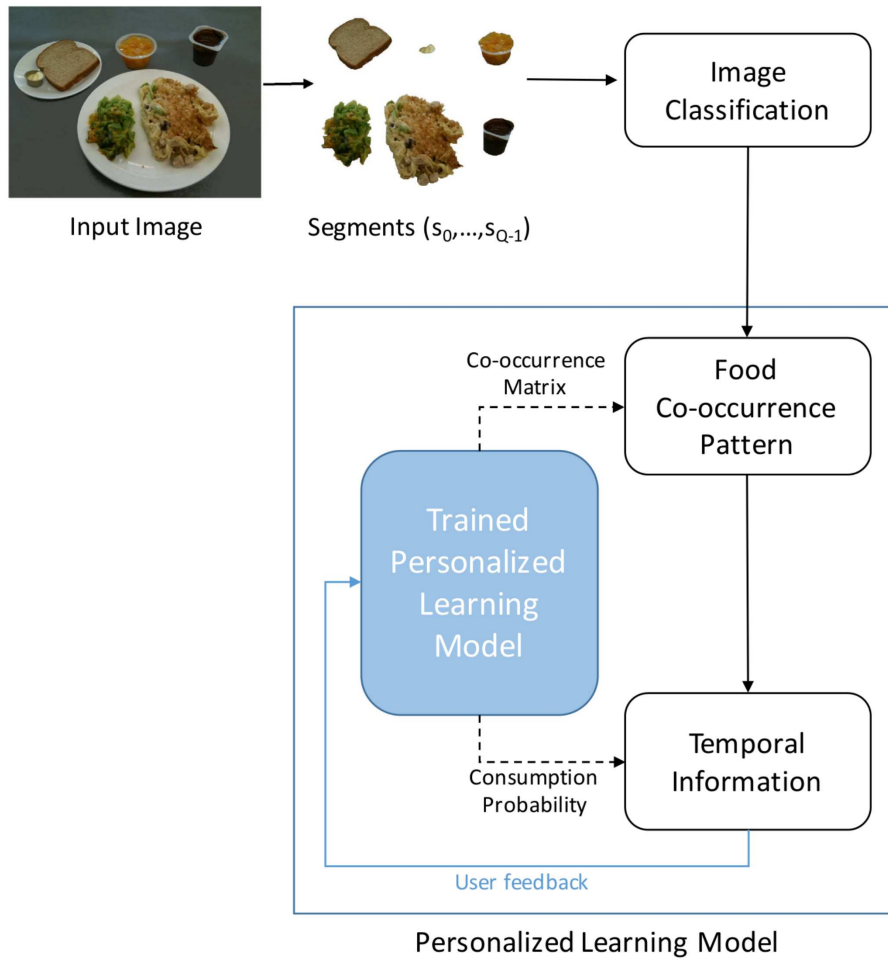 Input Image
Segments (s₀,...,s_Q-1)
Image
Classification
Co-occurrence
Matrix
Food
Co-occurrence
Pattern
Trained
Personalized
Learning
Model
Temporal
Information
Consumption
Probability
User feedback
Personalized Learning Model